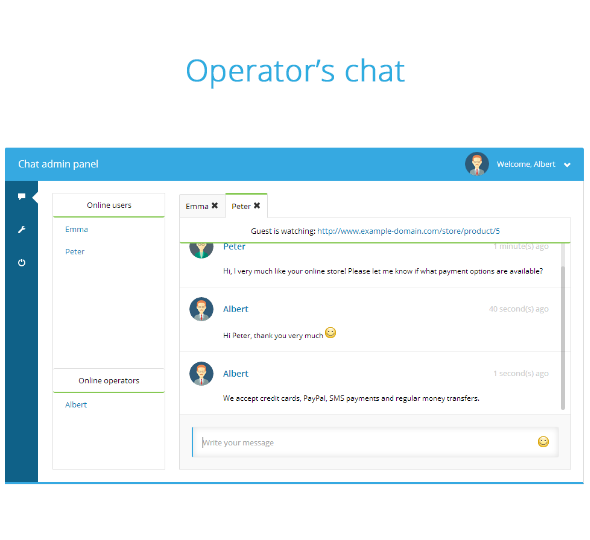 Operator's chat
Chat admin panel
Welcome, Albert
Online users
Emma
Peter
Online operators
Albert
Emma ✖ Peter ✖
Guest is watching: http://www.example-domain.com/store/product/5
Peter 1 minute(s) ago
Hi, I very much like your online store! Please let me know if what payment options are available?
Albert 40 second(s) ago
Hi Peter, thank you very much
Albert 1 second(s) ago
We accept credit cards, PayPal, SMS payments and regular money transfers.
Write your message